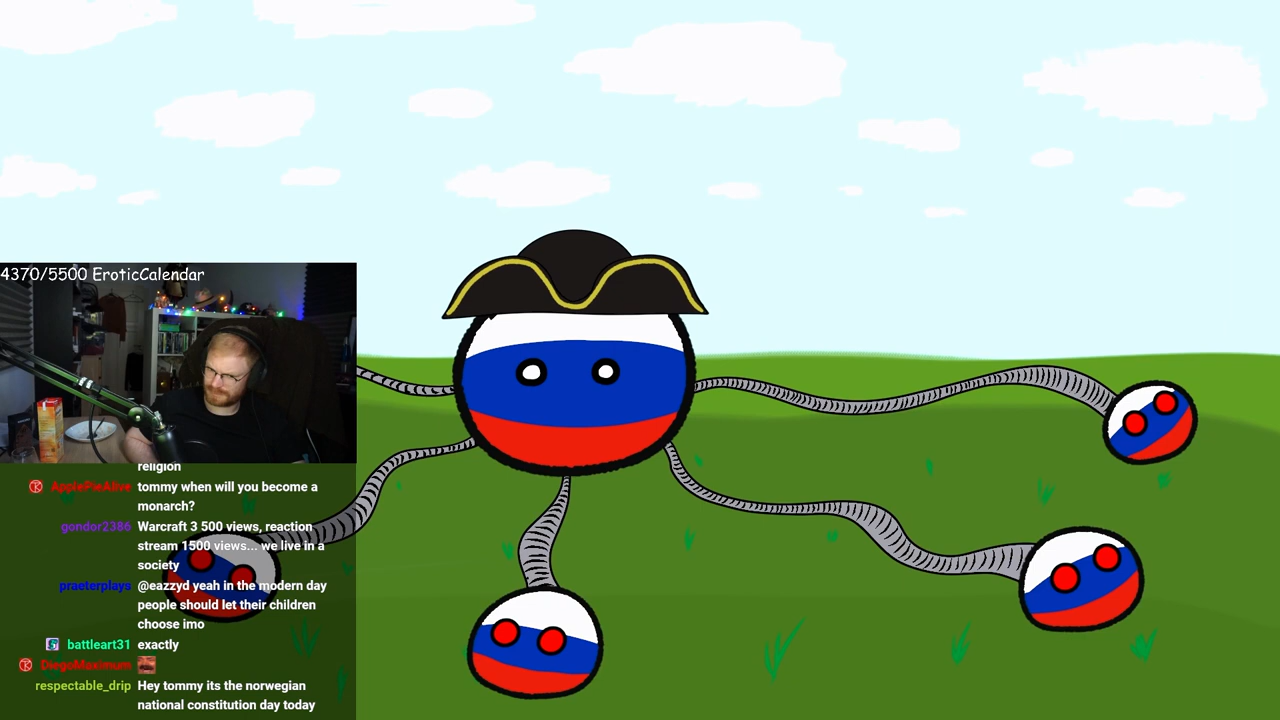 4370/5500 EroticCalendar
religion
ApplePieAlive tommy when will you become a
monarch?
gondor2386 Warcraft 3 500 views, reaction
stream 1500 views... we live in a
society
praeterplays @eazzyd yeah in the modern day
people should let their children
choose imo
battleart31 exactly
DiegoMaximum
respectable_drip Hey tommy its the norwegian
national constitution day today